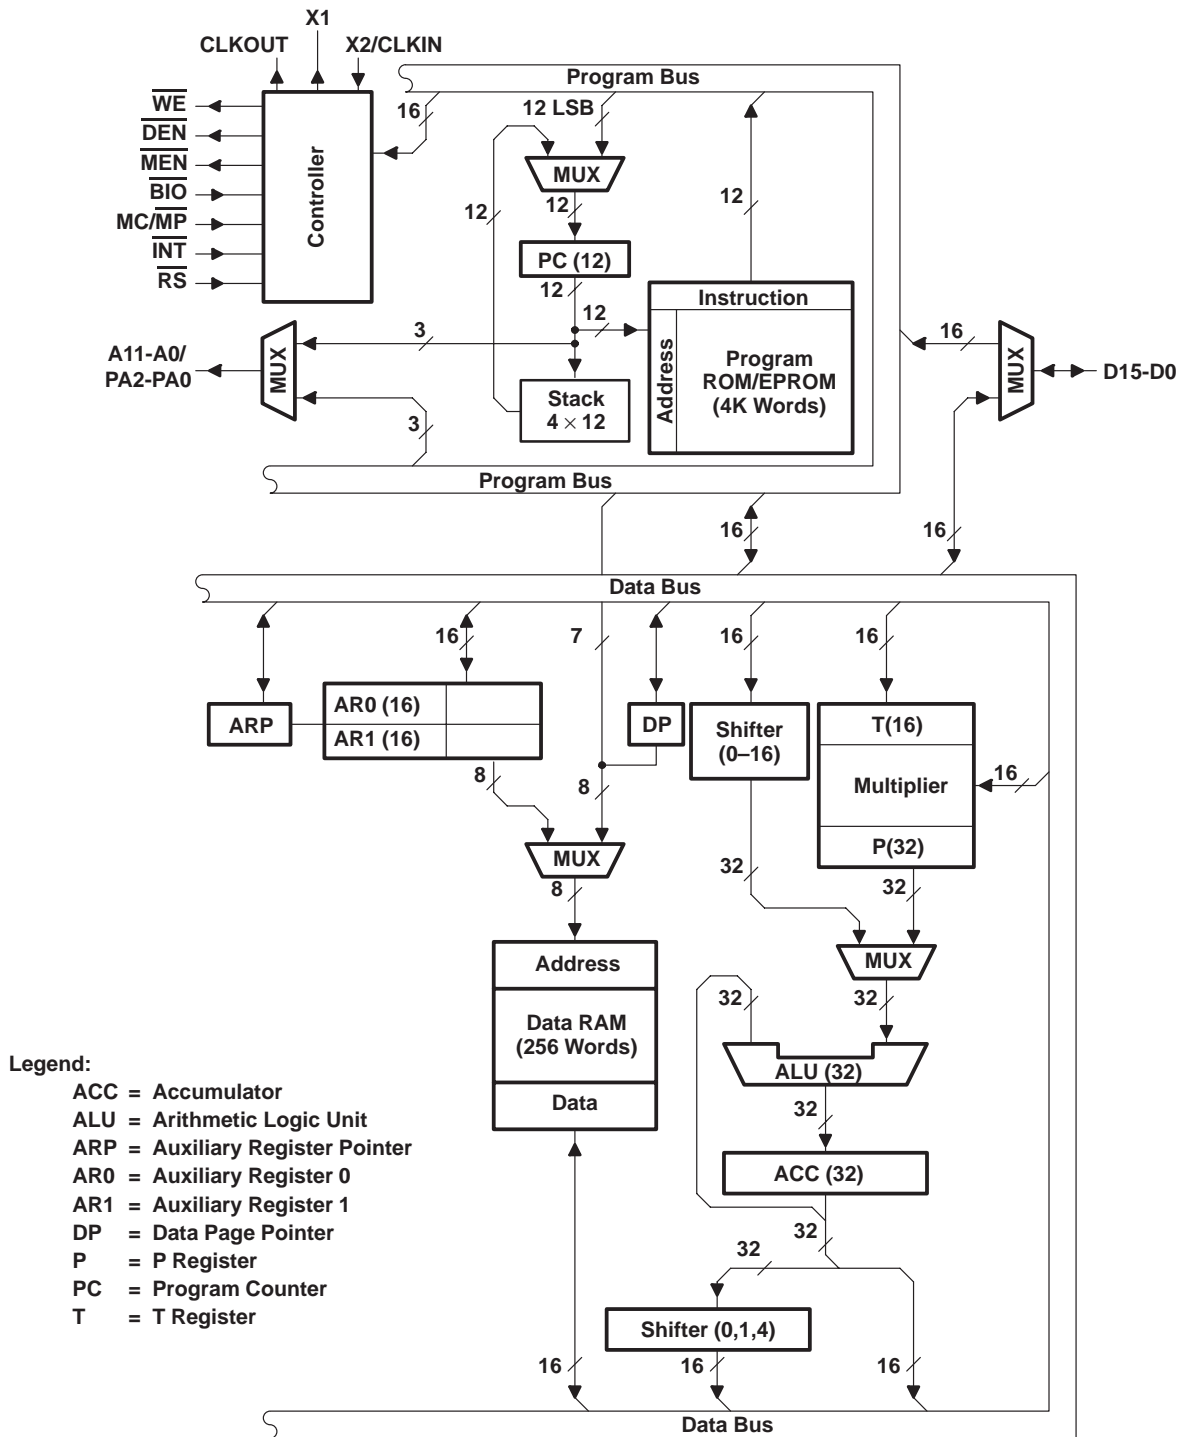 X1
CLKOUT
X2/CLKIN
WE
DEN
MEN
BIO
MC/MP
INT
RS
Controller
16
Program Bus
12 LSB
MUX
12
12
12
PC (12)
12
12
Instruction
Address
Program
ROM/EPROM
(4K Words)
3
A11-A0/
PA2-PA0
MUX
3
Stack
4 × 12
16
MUX
D15-D0
Program Bus
16
16
Data Bus
16
7
16
16
ARP
AR0 (16)
AR1 (16)
DP
Shifter
(0–16)
T(16)
Multiplier
P(32)
16
8
8
MUX
8
32
32
MUX
Address
Data RAM
(256 Words)
Data
32
32
ALU (32)
32
ACC (32)
32
32
Shifter (0,1,4)
16
16
16
Data Bus
Legend:
ACC = Accumulator
ALU = Arithmetic Logic Unit
ARP = Auxiliary Register Pointer
AR0 = Auxiliary Register 0
AR1 = Auxiliary Register 1
DP = Data Page Pointer
P = P Register
PC = Program Counter
T = T Register